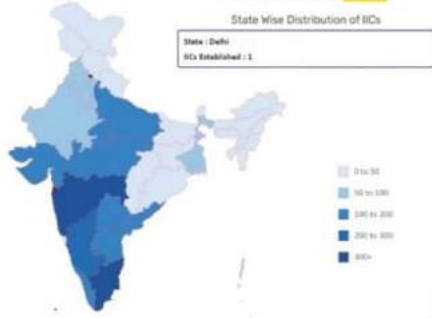 State Wise Distribution of IICs
State : Delhi
IICs Established : 1
0 to 50
50 to 100
100 to 200
200 to 300
300+